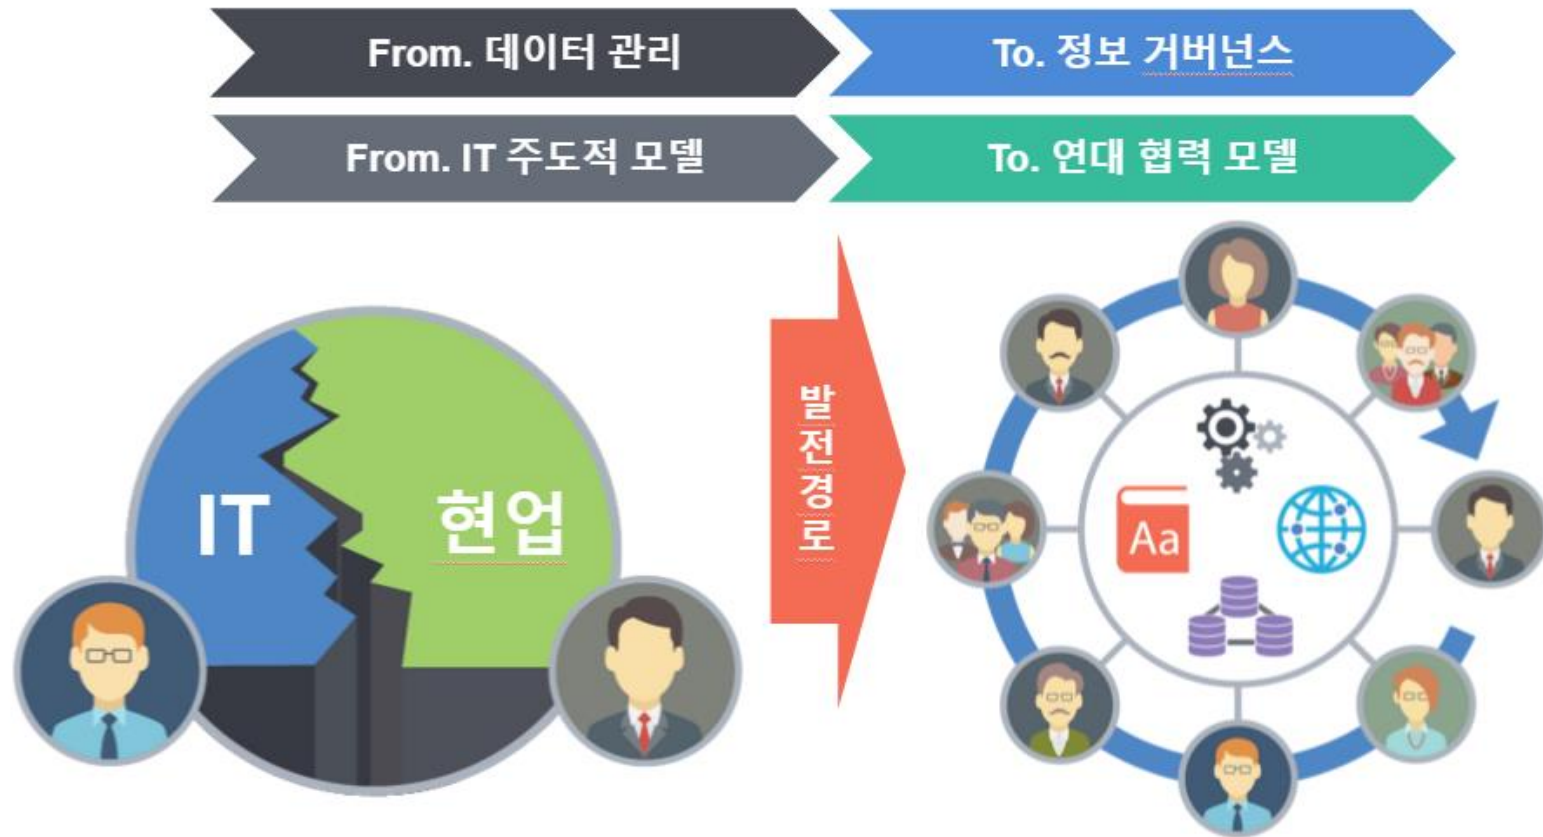 From. 데이터 관리
To. 정보 거버넌스
From. IT 주도적 모델
To. 연대 협력 모델
IT
현업
발
전
경
로
Aa